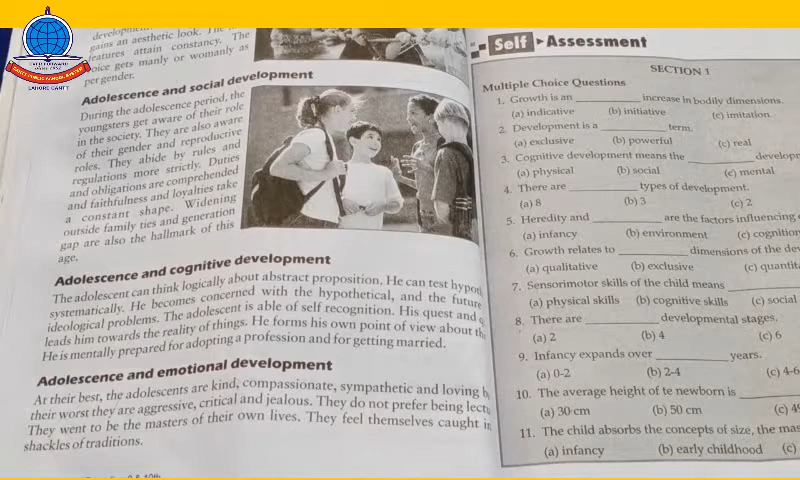 LAHORE CANTT
gains an aesthetic look. The
features attain constancy. The
voice gets manly or womanly as
per gender.
Adolescence and social development
During the adolescence period, the
youngsters get aware of their role
in the society. They are also aware
of their gender and reproductive
roles. They abide by rules and
regulations more strictly. Duties
and obligations are comprehended
and faithfulness and loyalties take
a constant shape. Widening
outside family ties and generation
gap are also the hallmark of this
age.
Adolescence and cognitive development
The adolescent can think logically about abstract proposition. He can test
systematically. He becomes concerned with the hypothetical, and the future
ideological problems. The adolescent is able of self recognition. His quest and
leads him towards the reality of things. He forms his own point of view about
He is mentally prepared for adopting a profession and for getting married.
Adolescence and emotional development
At their best, the adolescents are kind, compassionate, sympathetic and loving
their worst they are aggressive, critical and jealous. They do not prefer being
They went to be the masters of their own lives. They feel themselves caught in
shackles of traditions.
Self Assessment
SECTION 1
Multiple Choice Questions
1. Growth is an __________ increase in bodily dimensions.
(a) indicative (b) initiative (c) imitation
2. Development is a __________ term.
(a) exclusive (b) powerful (c) real
3. Cognitive development means the __________
(a) physical (b) social (c) mental
4. There are __________ types of development.
(a) 8 (b) 3 (c) 2
5. Heredity and __________ are the factors influencing
(a) infancy (b) environment (c) cognition
6. Growth relates to __________ dimensions of the
(a) qualitative (b) exclusive (c)
7. Sensorimotor skills of the child means __________
(a) physical skills (b) cognitive skills (c) social
8. There are __________ developmental stages.
(a) 2 (b) 4 (c) 6
9. Infancy expands over __________ years.
(a) 0-2 (b) 2-4 (c) 4-6
10. The average height of te newborn is __________
(a) 30 cm (b) 50 cm (c)
11. The child absorbs the concepts of size, the
(a) infancy (b) early childhood (c)